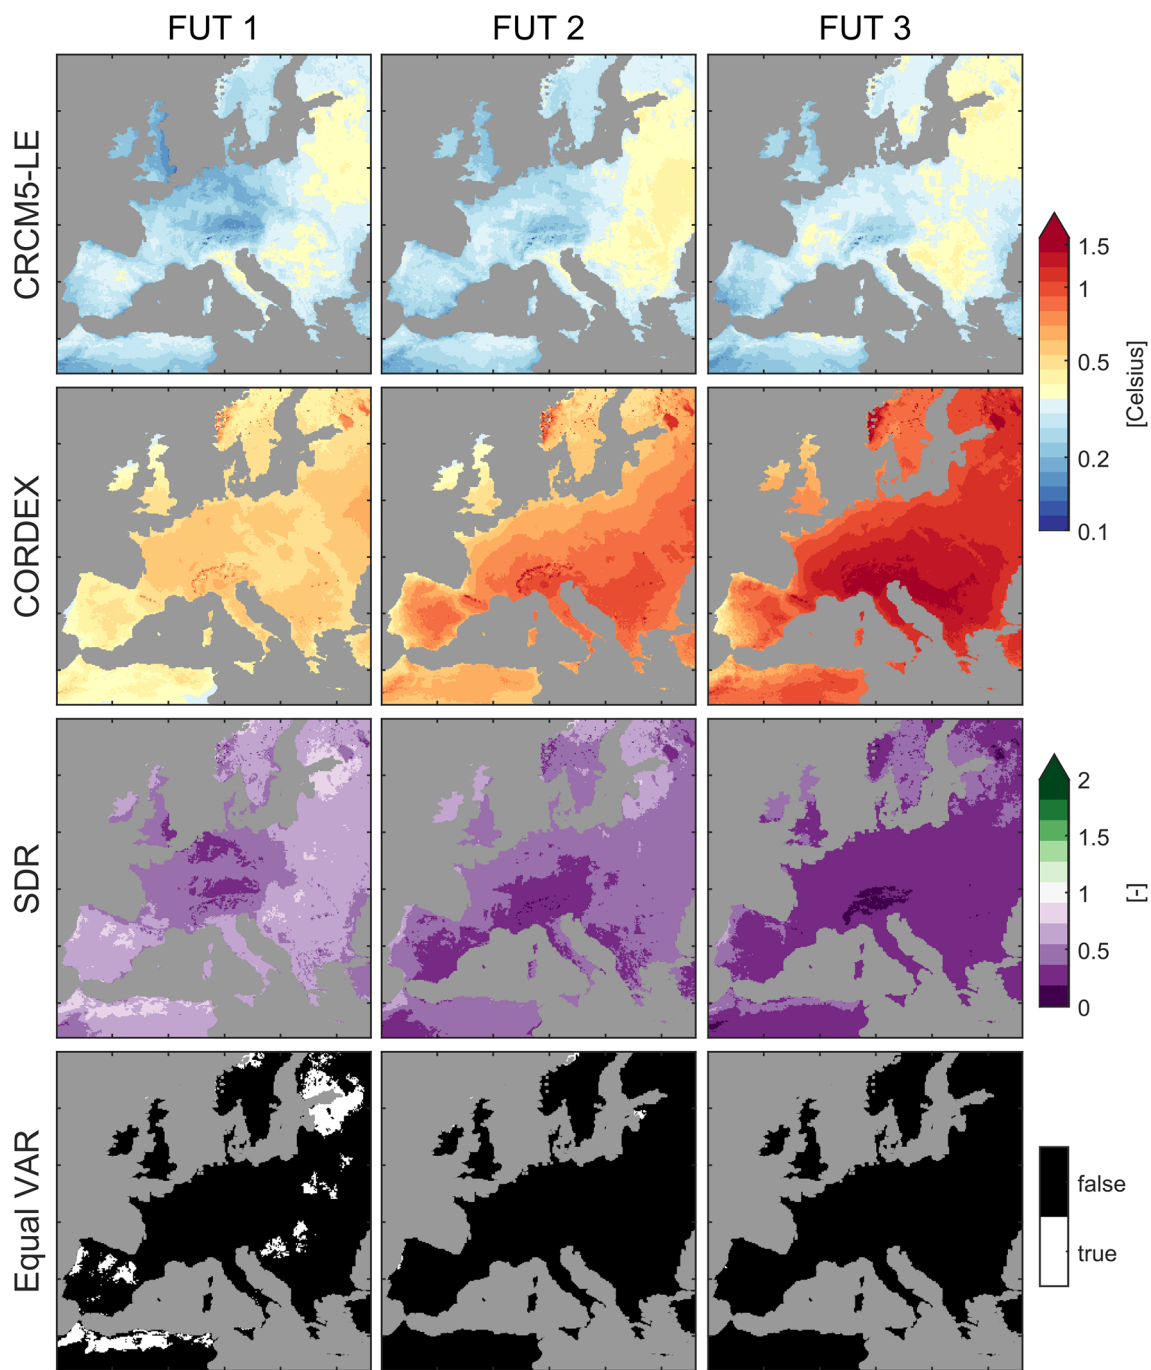 FUT 1
FUT 2
FUT 3
CRCM5-LE
1.5
1
0.5
0.2
0.1
[Celsius]
CORDEX
SDR
2
1.5
1
0.5
0
[-]
Equal VAR
false
true